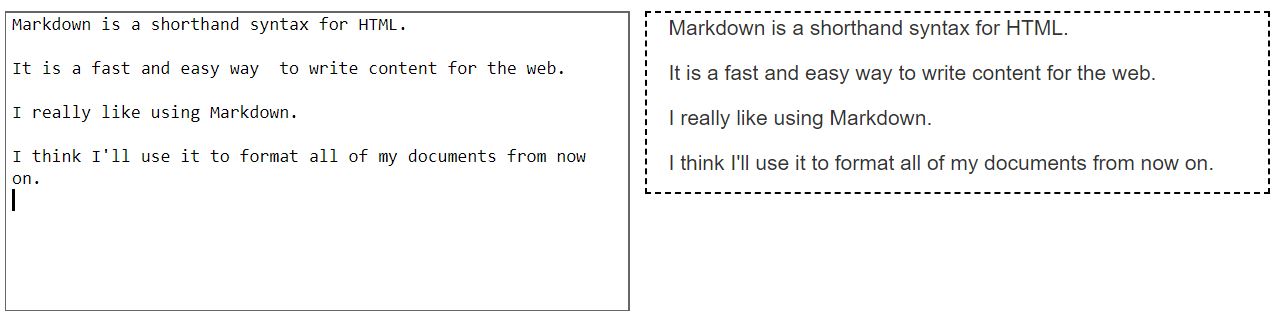 Markdown is a shorthand syntax for HTML.
It is a fast and easy way  to write content for the web.
I really like using Markdown.
I think I'll use it to format all of my documents from now
on.
Markdown is a shorthand syntax for HTML.
It is a fast and easy way to write content for the web.
I really like using Markdown.
I think I'll use it to format all of my documents from now on.